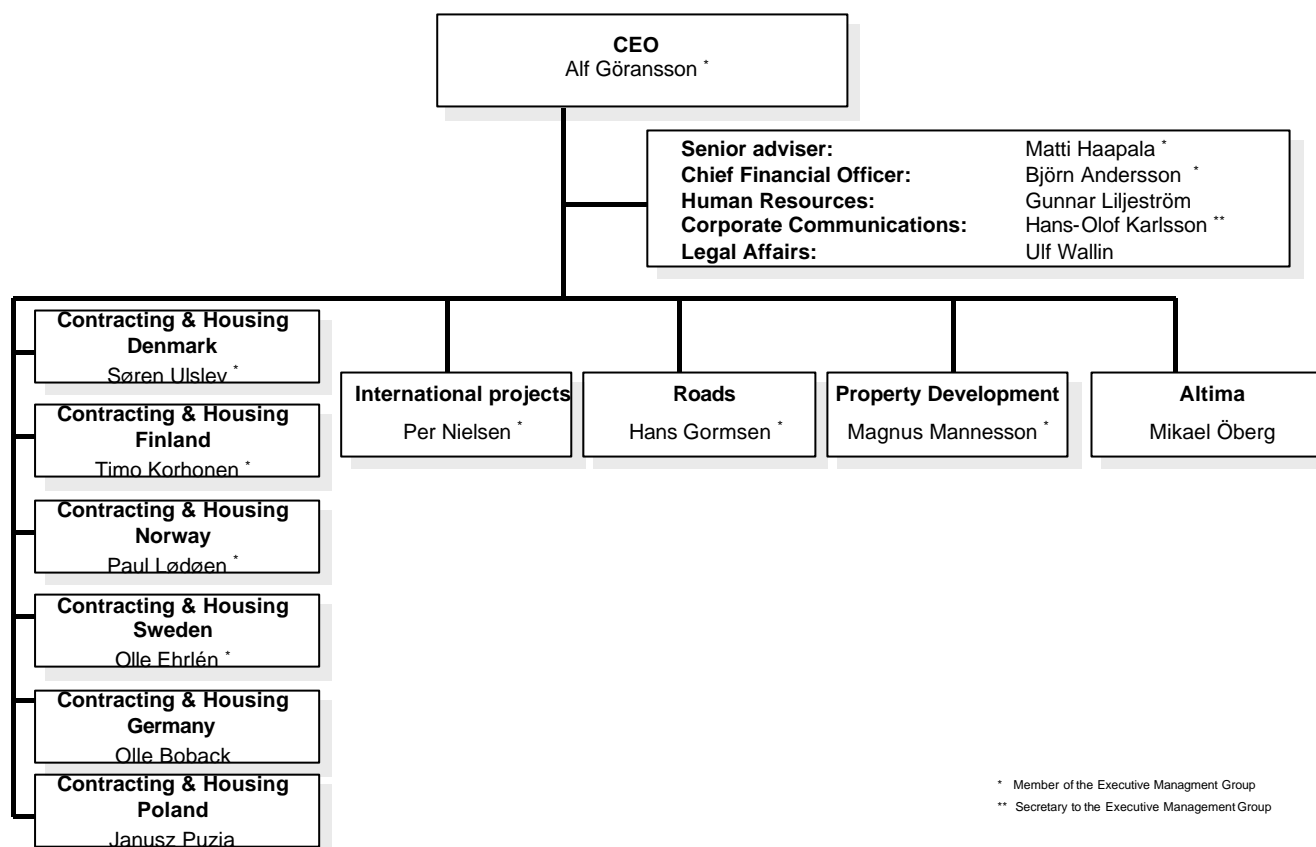 CEO
Alf Göransson *
Senior adviser: Matti Haapala *
Chief Financial Officer: Björn Andersson *
Human Resources: Gunnar Liljeström
Corporate Communications: Hans-Olof Karlsson **
Legal Affairs: Ulf Wallin
Contracting & Housing
Denmark
Søren Ulslev *
Contracting & Housing
Finland
Timo Korhonen *
Contracting & Housing
Norway
Paul Lødøen *
Contracting & Housing
Sweden
Olle Ehrlén *
Contracting & Housing
Germany
Olle Boback
Contracting & Housing
Poland
Janusz Puzia
International projects
Per Nielsen *
Roads
Hans Gormsen *
Property Development
Magnus Mannesson *
Altima
Mikael Öberg
* Member of the Executive Managment Group
** Secretary to the Executive Management Group